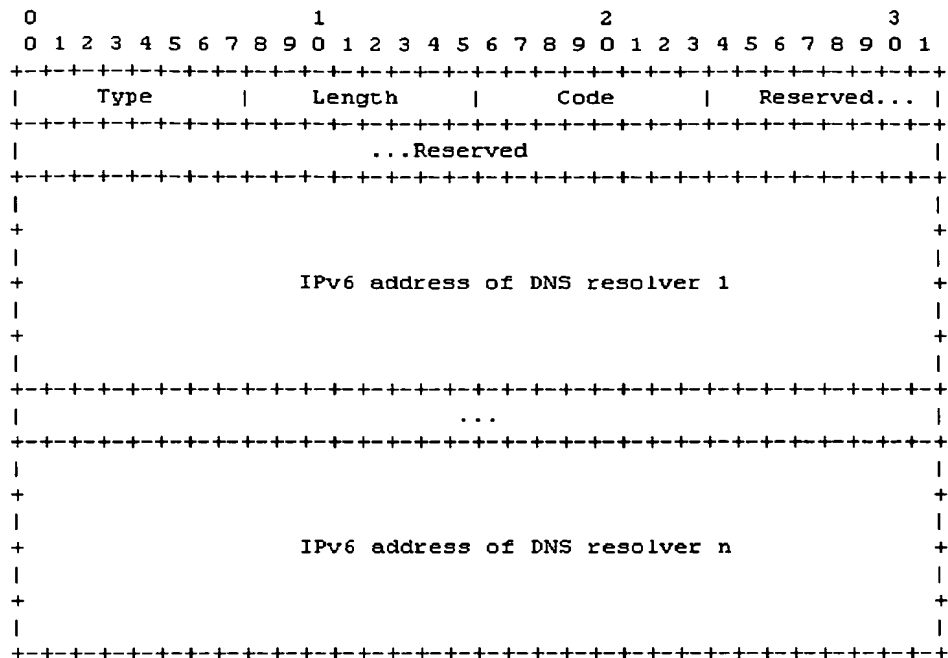 0                   1                   2                   3
 0 1 2 3 4 5 6 7 8 9 0 1 2 3 4 5 6 7 8 9 0 1 2 3 4 5 6 7 8 9 0 1
+-+-+-+-+-+-+-+-+-+-+-+-+-+-+-+-+-+-+-+-+-+-+-+-+-+-+-+-+-+-+-+-+
|     Type      |    Length     |     Code      |   Reserved... |
+-+-+-+-+-+-+-+-+-+-+-+-+-+-+-+-+-+-+-+-+-+-+-+-+-+-+-+-+-+-+-+-+
|                        ...Reserved                            |
+-+-+-+-+-+-+-+-+-+-+-+-+-+-+-+-+-+-+-+-+-+-+-+-+-+-+-+-+-+-+-+-+
|                                                               |
+                                                               +
|                                                               |
+                   IPv6 address of DNS resolver 1              +
|                                                               |
+                                                               +
|                                                               |
+-+-+-+-+-+-+-+-+-+-+-+-+-+-+-+-+-+-+-+-+-+-+-+-+-+-+-+-+-+-+-+-+
|                              ...                              |
+-+-+-+-+-+-+-+-+-+-+-+-+-+-+-+-+-+-+-+-+-+-+-+-+-+-+-+-+-+-+-+-+
|                                                               |
+                                                               +
|                                                               |
+                   IPv6 address of DNS resolver n              +
|                                                               |
+                                                               +
|                                                               |
+-+-+-+-+-+-+-+-+-+-+-+-+-+-+-+-+-+-+-+-+-+-+-+-+-+-+-+-+-+-+-+-+